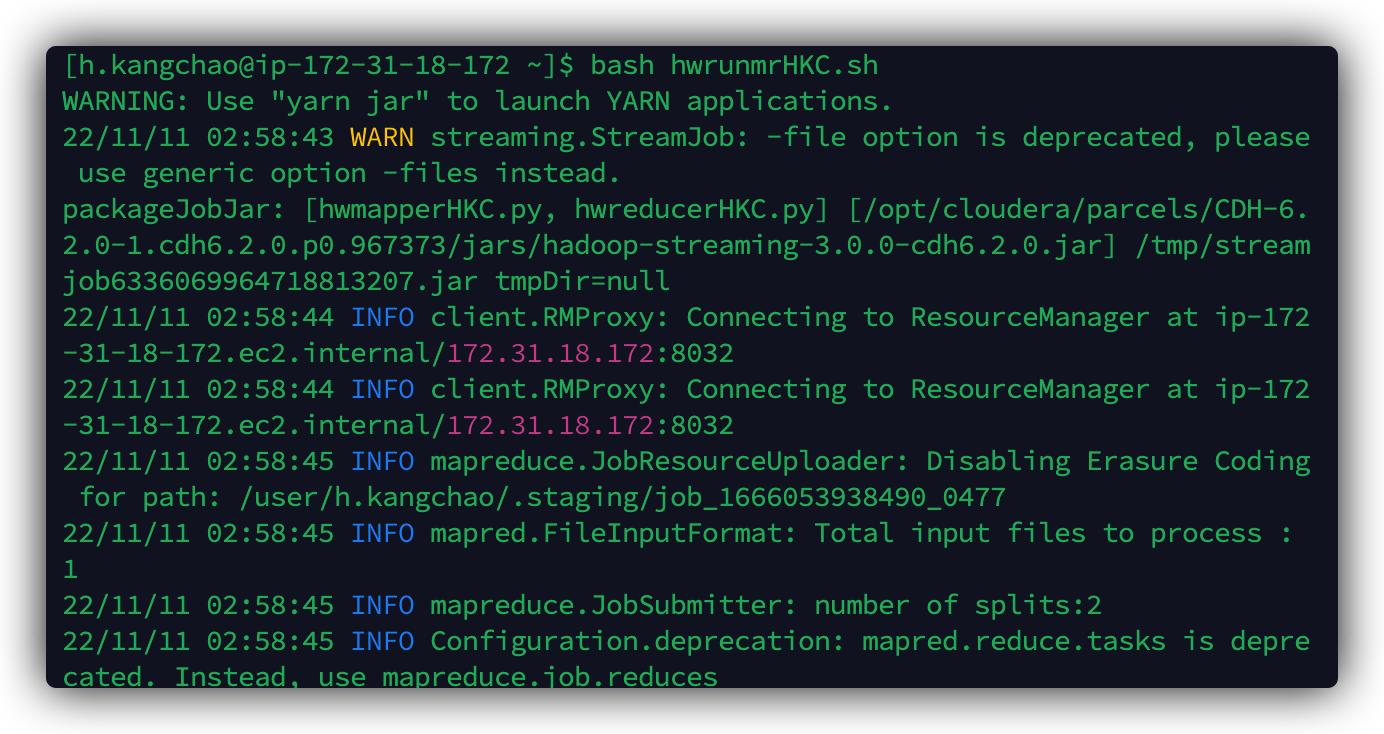 [h.kangchao@ip-172-31-18-172 ~]$ bash hwrunmrHKC.sh
WARNING: Use "yarn jar" to launch YARN applications.
22/11/11 02:58:43 WARN streaming.StreamJob: -file option is deprecated, please
 use generic option -files instead.
packageJobJar: [hwmapperHKC.py, hwreducerHKC.py] [/opt/cloudera/parcels/CDH-6.
2.0-1.cdh6.2.0.p0.967373/jars/hadoop-streaming-3.0.0-cdh6.2.0.jar] /tmp/stream
job6336069964718813207.jar tmpDir=null
22/11/11 02:58:44 INFO client.RMProxy: Connecting to ResourceManager at ip-172
-31-18-172.ec2.internal/172.31.18.172:8032
22/11/11 02:58:44 INFO client.RMProxy: Connecting to ResourceManager at ip-172
-31-18-172.ec2.internal/172.31.18.172:8032
22/11/11 02:58:45 INFO mapreduce.JobResourceUploader: Disabling Erasure Coding
 for path: /user/h.kangchao/.staging/job_1666053938490_0477
22/11/11 02:58:45 INFO mapred.FileInputFormat: Total input files to process :
1
22/11/11 02:58:45 INFO mapreduce.JobSubmitter: number of splits:2
22/11/11 02:58:45 INFO Configuration.deprecation: mapred.reduce.tasks is depre
cated. Instead, use mapreduce.job.reduces